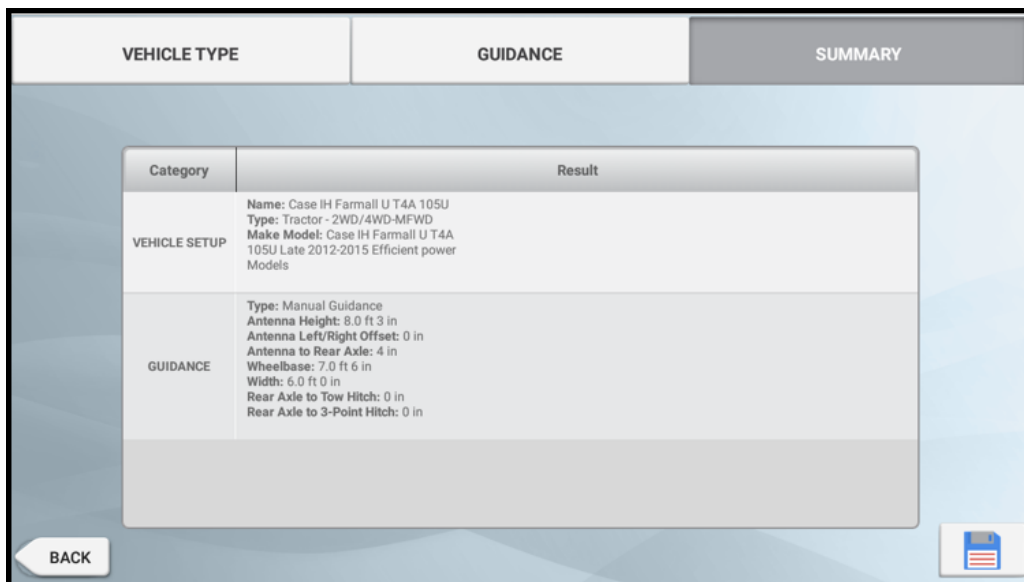 VEHICLE TYPE
GUIDANCE
SUMMARY
Category
Result
VEHICLE SETUP
Name: Case IH Farmall U T4A 105U
Type: Tractor - 2WD/4WD-MFWD
Make Model: Case IH Farmall U T4A
105U Late 2012-2015 Efficient power
Models
GUIDANCE
Type: Manual Guidance
Antenna Height: 8.0 ft 3 in
Antenna Left/Right Offset: 0 in
Antenna to Rear Axle: 4 in
Wheelbase: 7.0 ft 6 in
Width: 6.0 ft 0 in
Rear Axle to Tow Hitch: 0 in
Rear Axle to 3-Point Hitch: 0 in
BACK